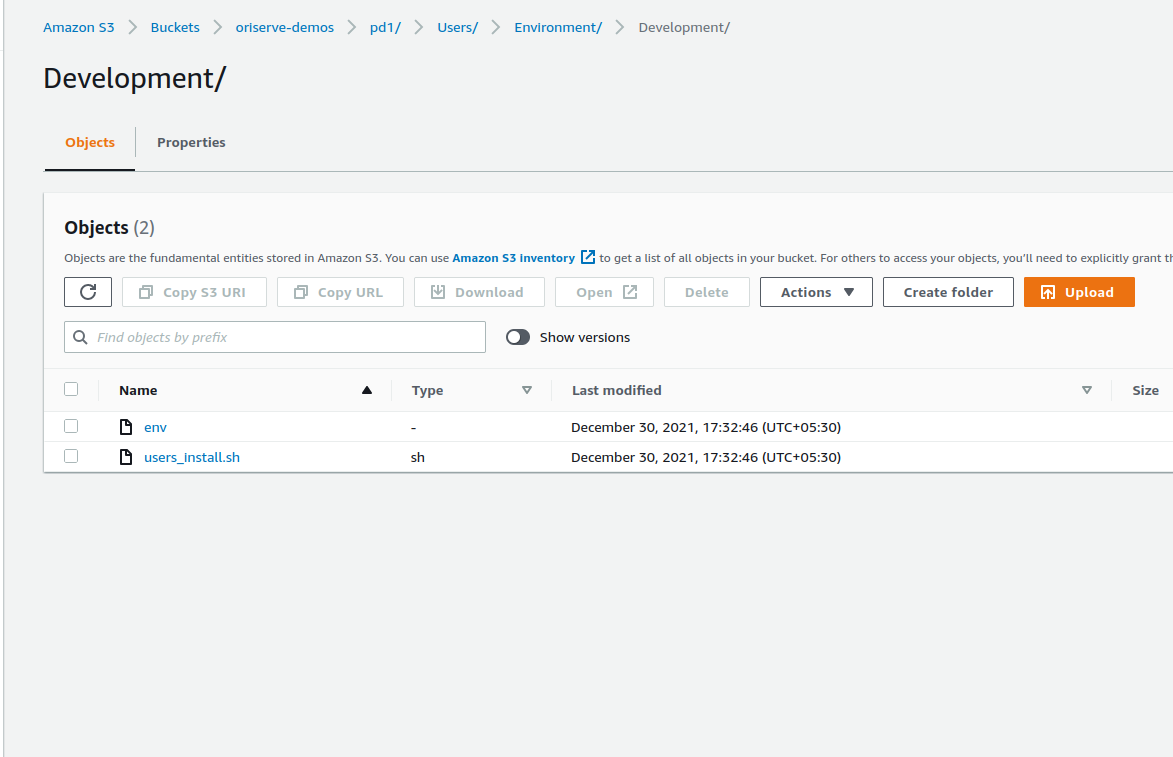 Amazon S3 > Buckets > oriserve-demos > pd1/ > Users/ > Environment/ > Development/
Development/
Objects Properties
Objects (2)
Objects are the fundamental entities stored in Amazon S3. You can use Amazon S3 inventory to get a list of all objects in your bucket. For others to access your objects, you'll need to explicitly grant
Copy S3 URI Copy URL Download Open Delete Actions Create folder Upload
Find objects by prefix Show versions
Name Type Last modified Size
env - December 30, 2021, 17:32:46 (UTC+05:30)
users_install.sh sh December 30, 2021, 17:32:46 (UTC+05:30)